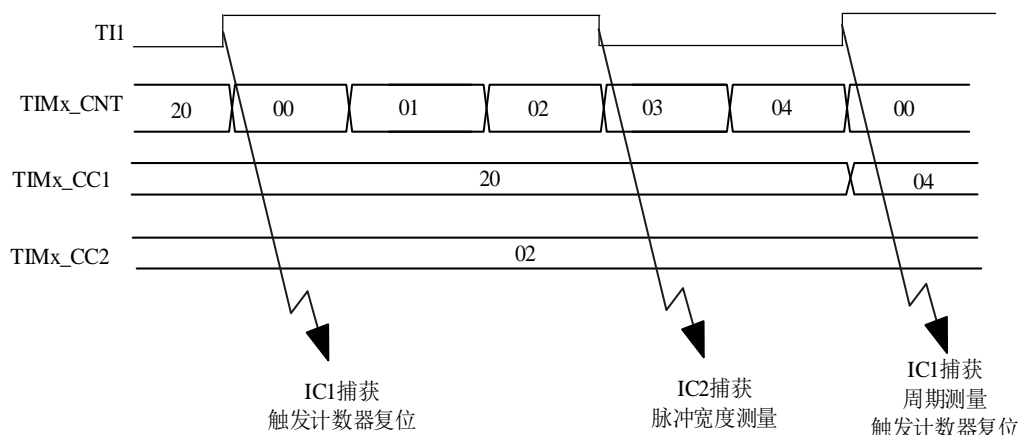 TI1
TIMx_CNT
20
00
01
02
03
04
00
TIMx_CC1
20
04
TIMx_CC2
02
IC1捕获
触发计数器复位
IC2捕获
脉冲宽度测量
IC1捕获
周期测量
触发计数器复位